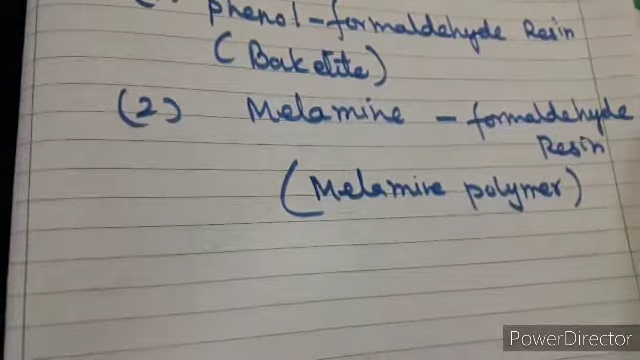 phenol-formaldehyde Resin
(Bakelite)
(2) Melamine - formaldehyde
Resin
(Melamine polymer)
PowerDirector